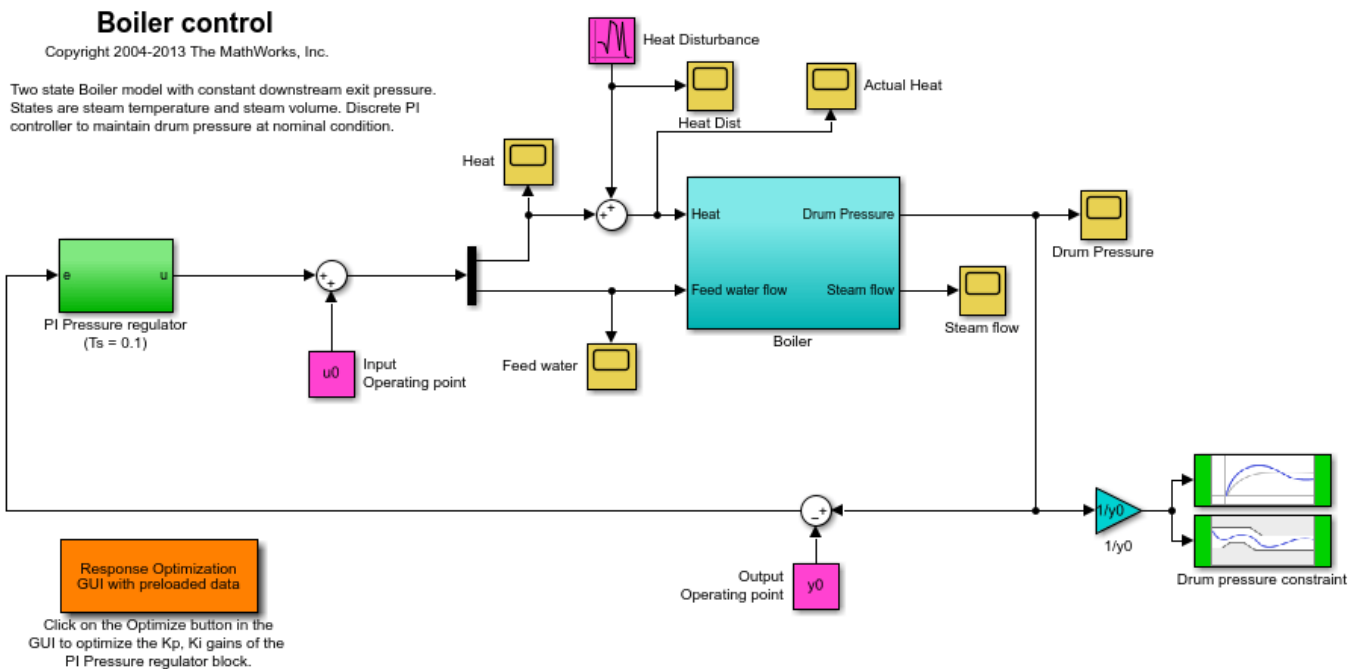 Boiler control
Copyright 2004-2013 The MathWorks, Inc.
Two state Boiler model with constant downstream exit pressure.
States are steam temperature and steam volume. Discrete PI
controller to maintain drum pressure at nominal condition.
Heat Disturbance
Heat Dist
Actual Heat
Heat
+
+
Heat
Drum Pressure
Feed water flow
Steam flow
Boiler
Drum Pressure
Steam flow
e
u
PI Pressure regulator
(Ts = 0.1)
+
+
u0
Input
Operating point
Feed water
+
−
1/y0
1/y0
Drum pressure constraint
y0
Output
Operating point
Response Optimization
GUI with preloaded data
Click on the Optimize button in the
GUI to optimize the Kp, Ki gains of the
PI Pressure regulator block.